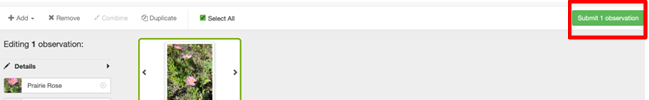 Add Remove Combine Duplicate Select All Submit 1 observation
Editing 1 observation:
Details
Prairie Rose